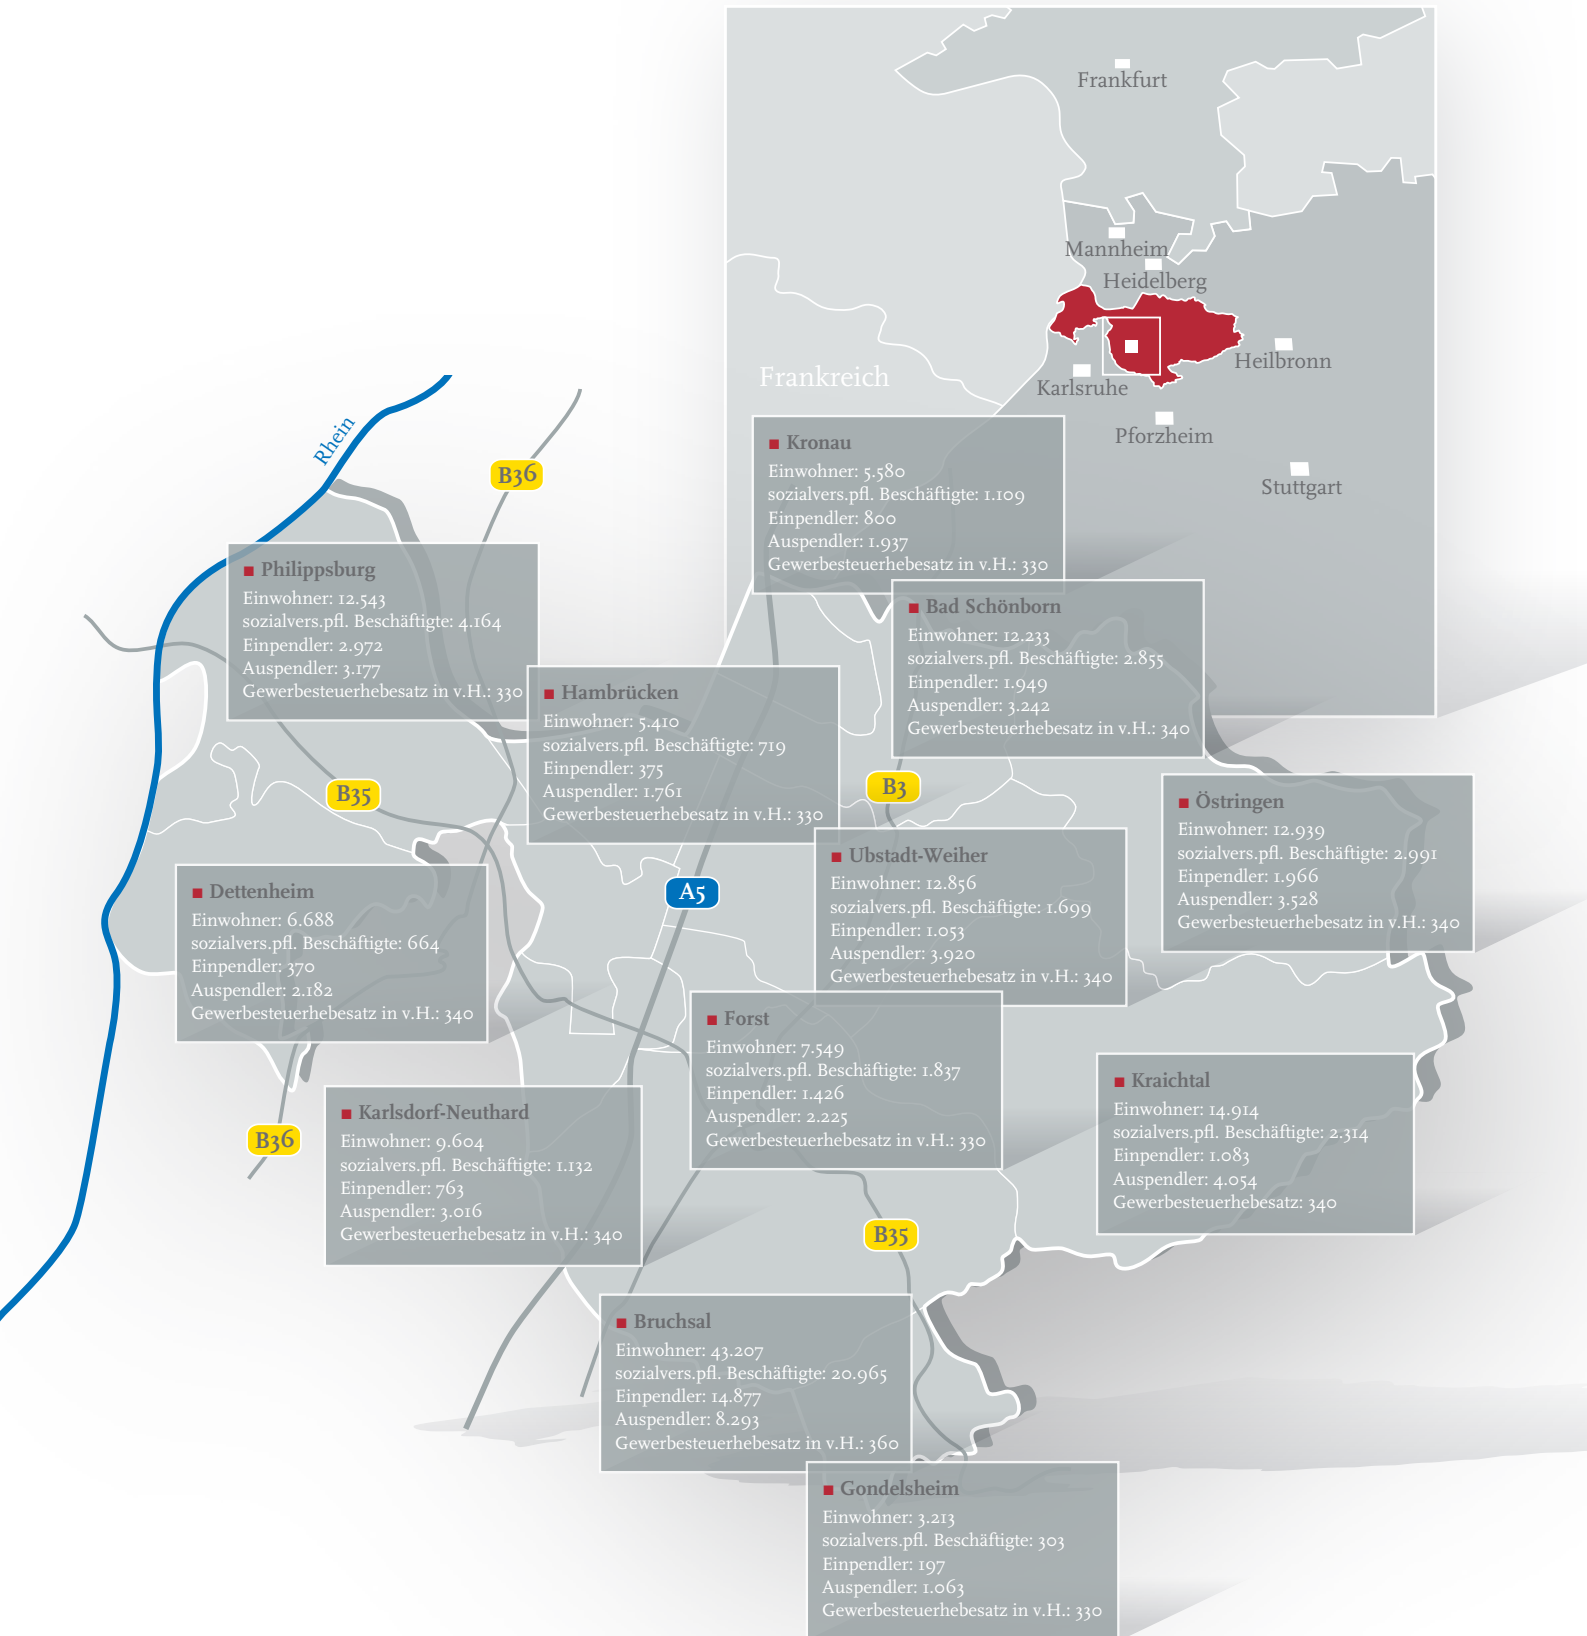 Frankfurt
Mannheim
Heidelberg
Heilbronn
Frankreich
Karlsruhe
Pforzheim
Stuttgart
Rhein
B36
■ Kronau
Einwohner: 5.580
sozialvers.pfl. Beschäftigte: 1.109
Einpendler: 800
Auspendler: 1.937
Gewerbesteuerhebesatz in v.H.: 330
■ Philippsburg
Einwohner: 12.543
sozialvers.pfl. Beschäftigte: 4.164
Einpendler: 2.972
Auspendler: 3.177
Gewerbesteuerhebesatz in v.H.: 330
■ Bad Schönborn
Einwohner: 12.233
sozialvers.pfl. Beschäftigte: 2.855
Einpendler: 1.949
Auspendler: 3.242
Gewerbesteuerhebesatz in v.H.: 340
■ Hambrücken
Einwohner: 5.410
sozialvers.pfl. Beschäftigte: 719
Einpendler: 375
Auspendler: 1.761
Gewerbesteuerhebesatz in v.H.: 330
B35
B3
■ Östringen
Einwohner: 12.939
sozialvers.pfl. Beschäftigte: 2.991
Einpendler: 1.966
Auspendler: 3.528
Gewerbesteuerhebesatz in v.H.: 340
■ Ubstadt-Weiher
Einwohner: 12.856
sozialvers.pfl. Beschäftigte: 1.699
Einpendler: 1.053
Auspendler: 3.920
Gewerbesteuerhebesatz in v.H.: 340
A5
■ Dettenheim
Einwohner: 6.688
sozialvers.pfl. Beschäftigte: 664
Einpendler: 370
Auspendler: 2.182
Gewerbesteuerhebesatz in v.H.: 340
■ Forst
Einwohner: 7.549
sozialvers.pfl. Beschäftigte: 1.837
Einpendler: 1.426
Auspendler: 2.225
Gewerbesteuerhebesatz in v.H.: 330
■ Kraichtal
Einwohner: 14.914
sozialvers.pfl. Beschäftigte: 2.314
Einpendler: 1.083
Auspendler: 4.054
Gewerbesteuerhebesatz: 340
B36
■ Karlsdorf-Neuthard
Einwohner: 9.604
sozialvers.pfl. Beschäftigte: 1.132
Einpendler: 763
Auspendler: 3.016
Gewerbesteuerhebesatz in v.H.: 340
B35
■ Bruchsal
Einwohner: 43.207
sozialvers.pfl. Beschäftigte: 20.965
Einpendler: 14.877
Auspendler: 8.293
Gewerbesteuerhebesatz in v.H.: 360
■ Gondelsheim
Einwohner: 3.213
sozialvers.pfl. Beschäftigte: 303
Einpendler: 197
Auspendler: 1.063
Gewerbesteuerhebesatz in v.H.: 330